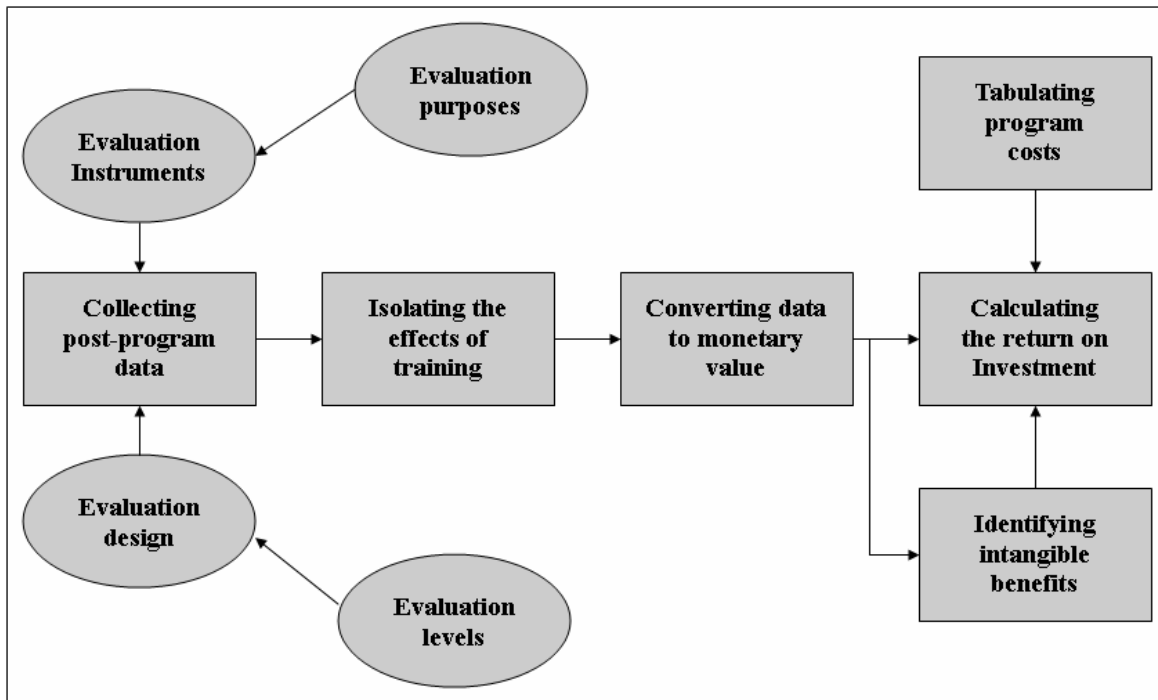 Evaluation
purposes
Evaluation
Instruments
Tabulating
program
costs
Collecting
post-program
data
Isolating the
effects of
training
Converting data
to monetary
value
Calculating
the return on
Investment
Evaluation
design
Evaluation
levels
Identifying
intangible
benefits